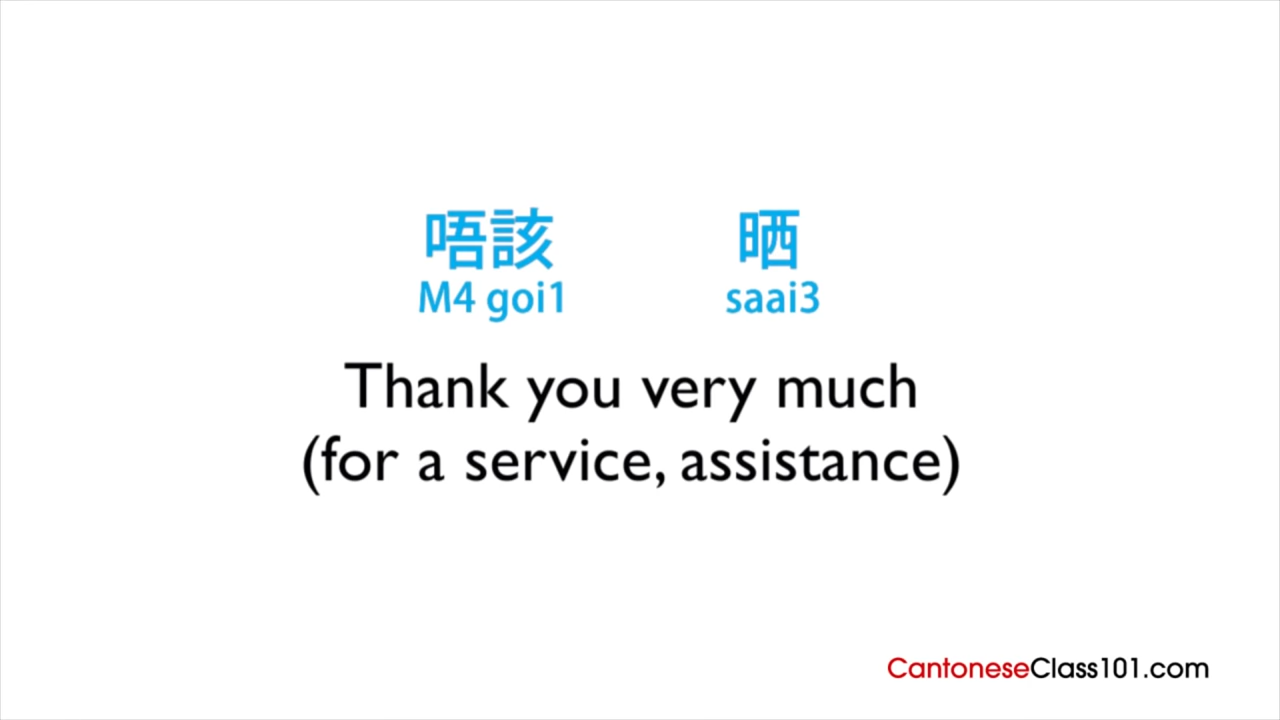 唔該 晒
M4 goi1 saai3
Thank you very much
(for a service, assistance)
CantoneseClass101.com